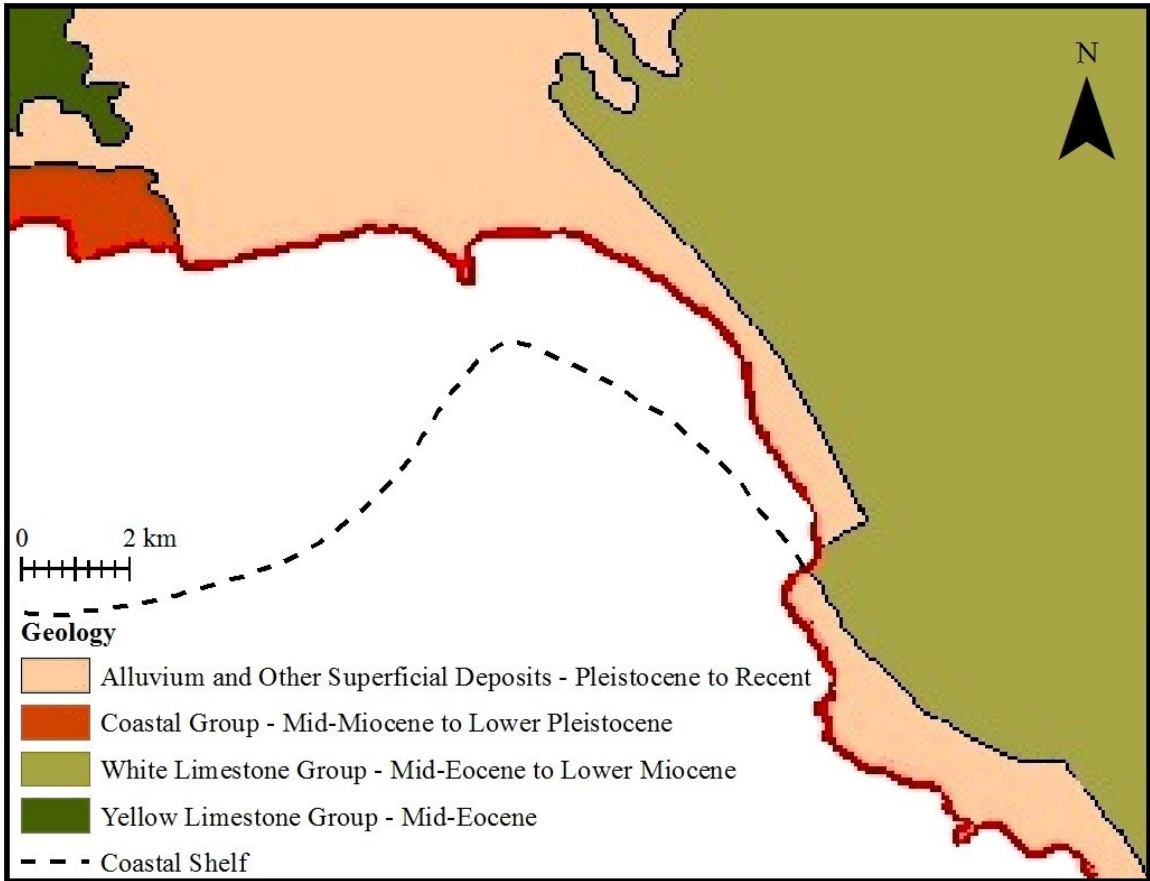 N
0 2 km
Geology
Alluvium and Other Superficial Deposits - Pleistocene to Recent
Coastal Group - Mid-Miocene to Lower Pleistocene
White Limestone Group - Mid-Eocene to Lower Miocene
Yellow Limestone Group - Mid-Eocene
Coastal Shelf